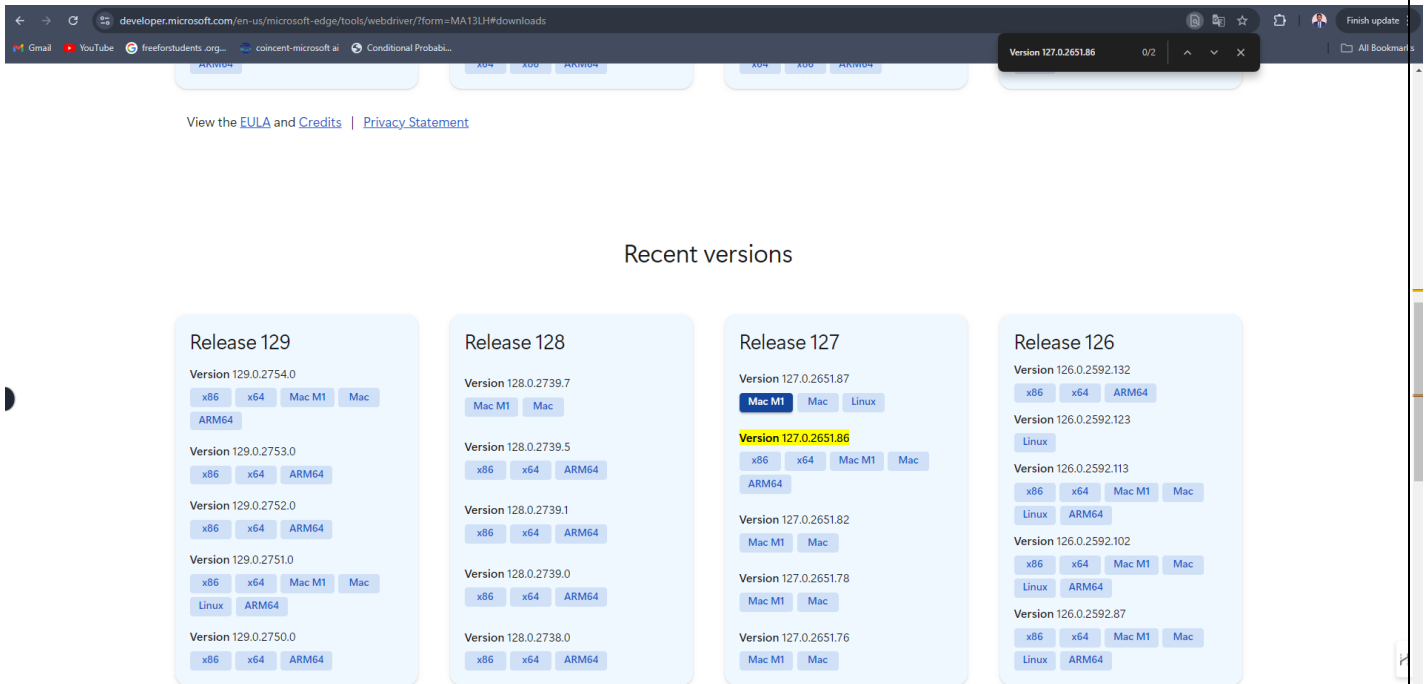 developer.microsoft.com/en-us/microsoft-edge/tools/webdriver/?form=MA13LH#downloads
Finish update
Gmail
YouTube
freeforstudents .org...
coincent-microsoft ai
Conditional Probabi...
All Bookmarks
Version 127.0.2651.86
0/2
ARM64
x64 x86 ARM64
x64 x86 ARM64
View the EULA and Credits | Privacy Statement
Recent versions
Release 129
Version 129.0.2754.0
x86 x64 Mac M1 Mac
ARM64
Version 129.0.2753.0
x86 x64 ARM64
Version 129.0.2752.0
x86 x64 ARM64
Version 129.0.2751.0
x86 x64 Mac M1 Mac
Linux ARM64
Version 129.0.2750.0
x86 x64 ARM64
Release 128
Version 128.0.2739.7
Mac M1 Mac
Version 128.0.2739.5
x86 x64 ARM64
Version 128.0.2739.1
x86 x64 ARM64
Version 128.0.2739.0
x86 x64 ARM64
Version 128.0.2738.0
x86 x64 ARM64
Release 127
Version 127.0.2651.87
Mac M1 Mac Linux
Version 127.0.2651.86
x86 x64 Mac M1 Mac
ARM64
Version 127.0.2651.82
Mac M1 Mac
Version 127.0.2651.78
Mac M1 Mac
Version 127.0.2651.76
Mac M1 Mac
Release 126
Version 126.0.2592.132
x86 x64 ARM64
Version 126.0.2592.123
Linux
Version 126.0.2592.113
x86 x64 Mac M1 Mac
Linux ARM64
Version 126.0.2592.102
x86 x64 Mac M1 Mac
Linux ARM64
Version 126.0.2592.87
x86 x64 Mac M1 Mac
Linux ARM64